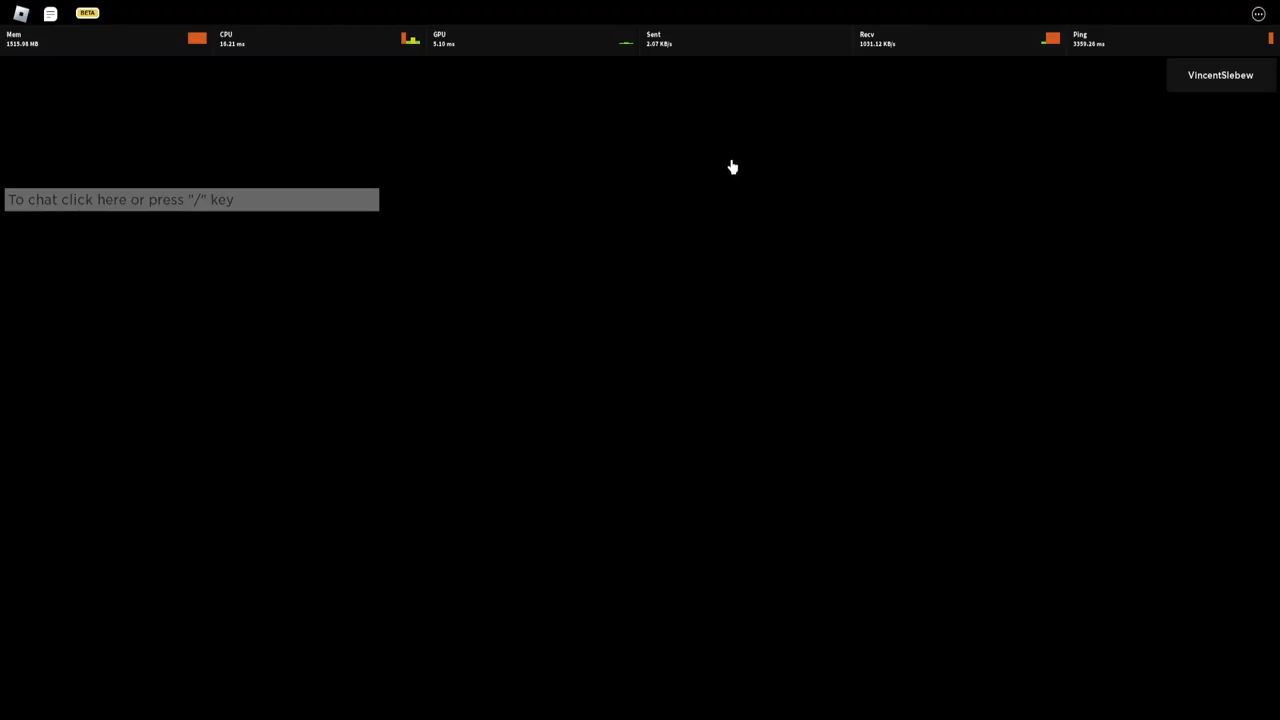 BETA
Mem
1515.98 MB
CPU
16.21 ms
GPU
5.10 ms
Sent
2.07 KB/s
Recv
1031.12 KB/s
Ping
3359.26 ms
VincentSlebew
To chat click here or press "/" key